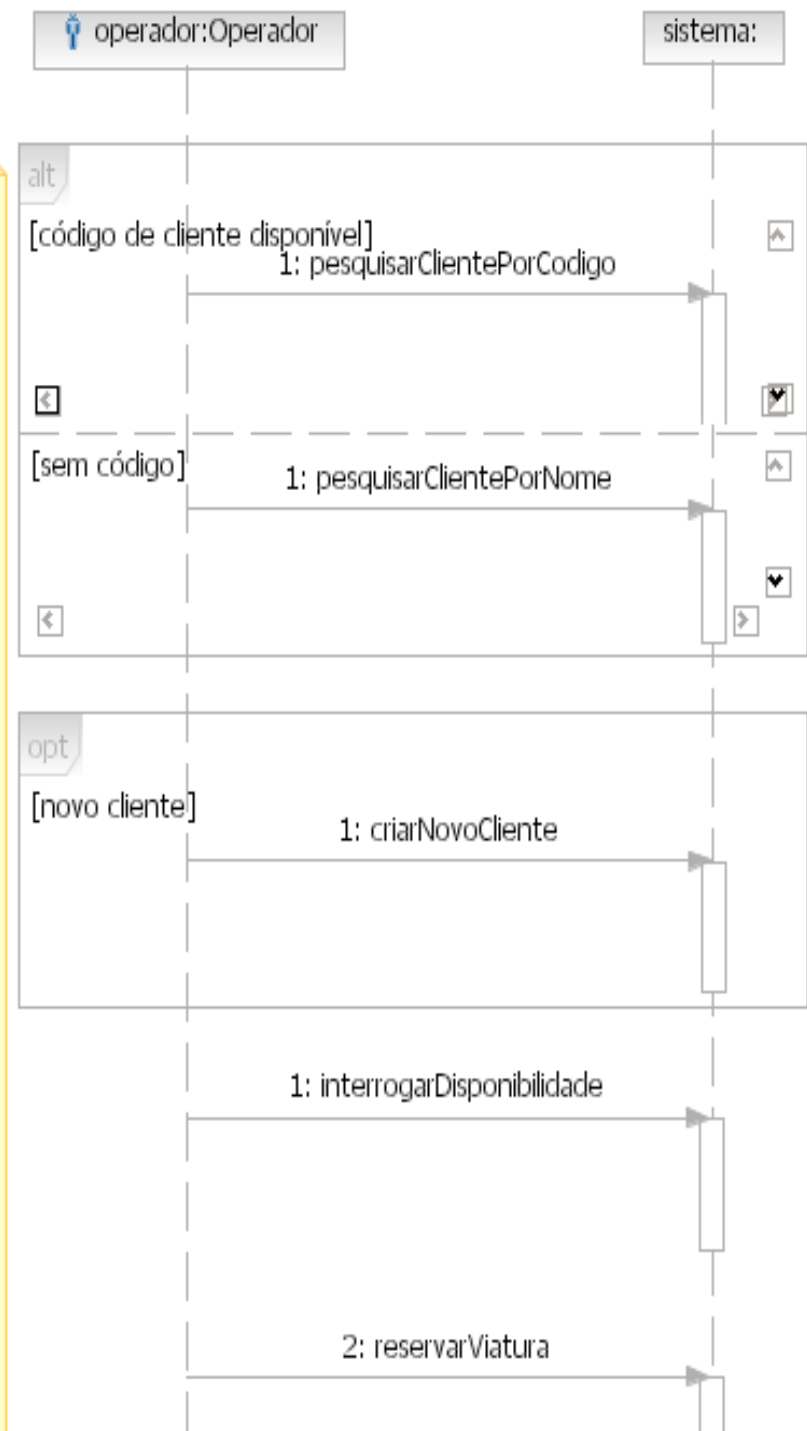 operador:Operador
sistema:
alt
[código de cliente disponível]
1: pesquisarClientePorCodigo
[sem código]
1: pesquisarClientePorNome
opt
[novo cliente]
1: criarNovoCliente
1: interrogarDisponibilidade
2: reservarViatura